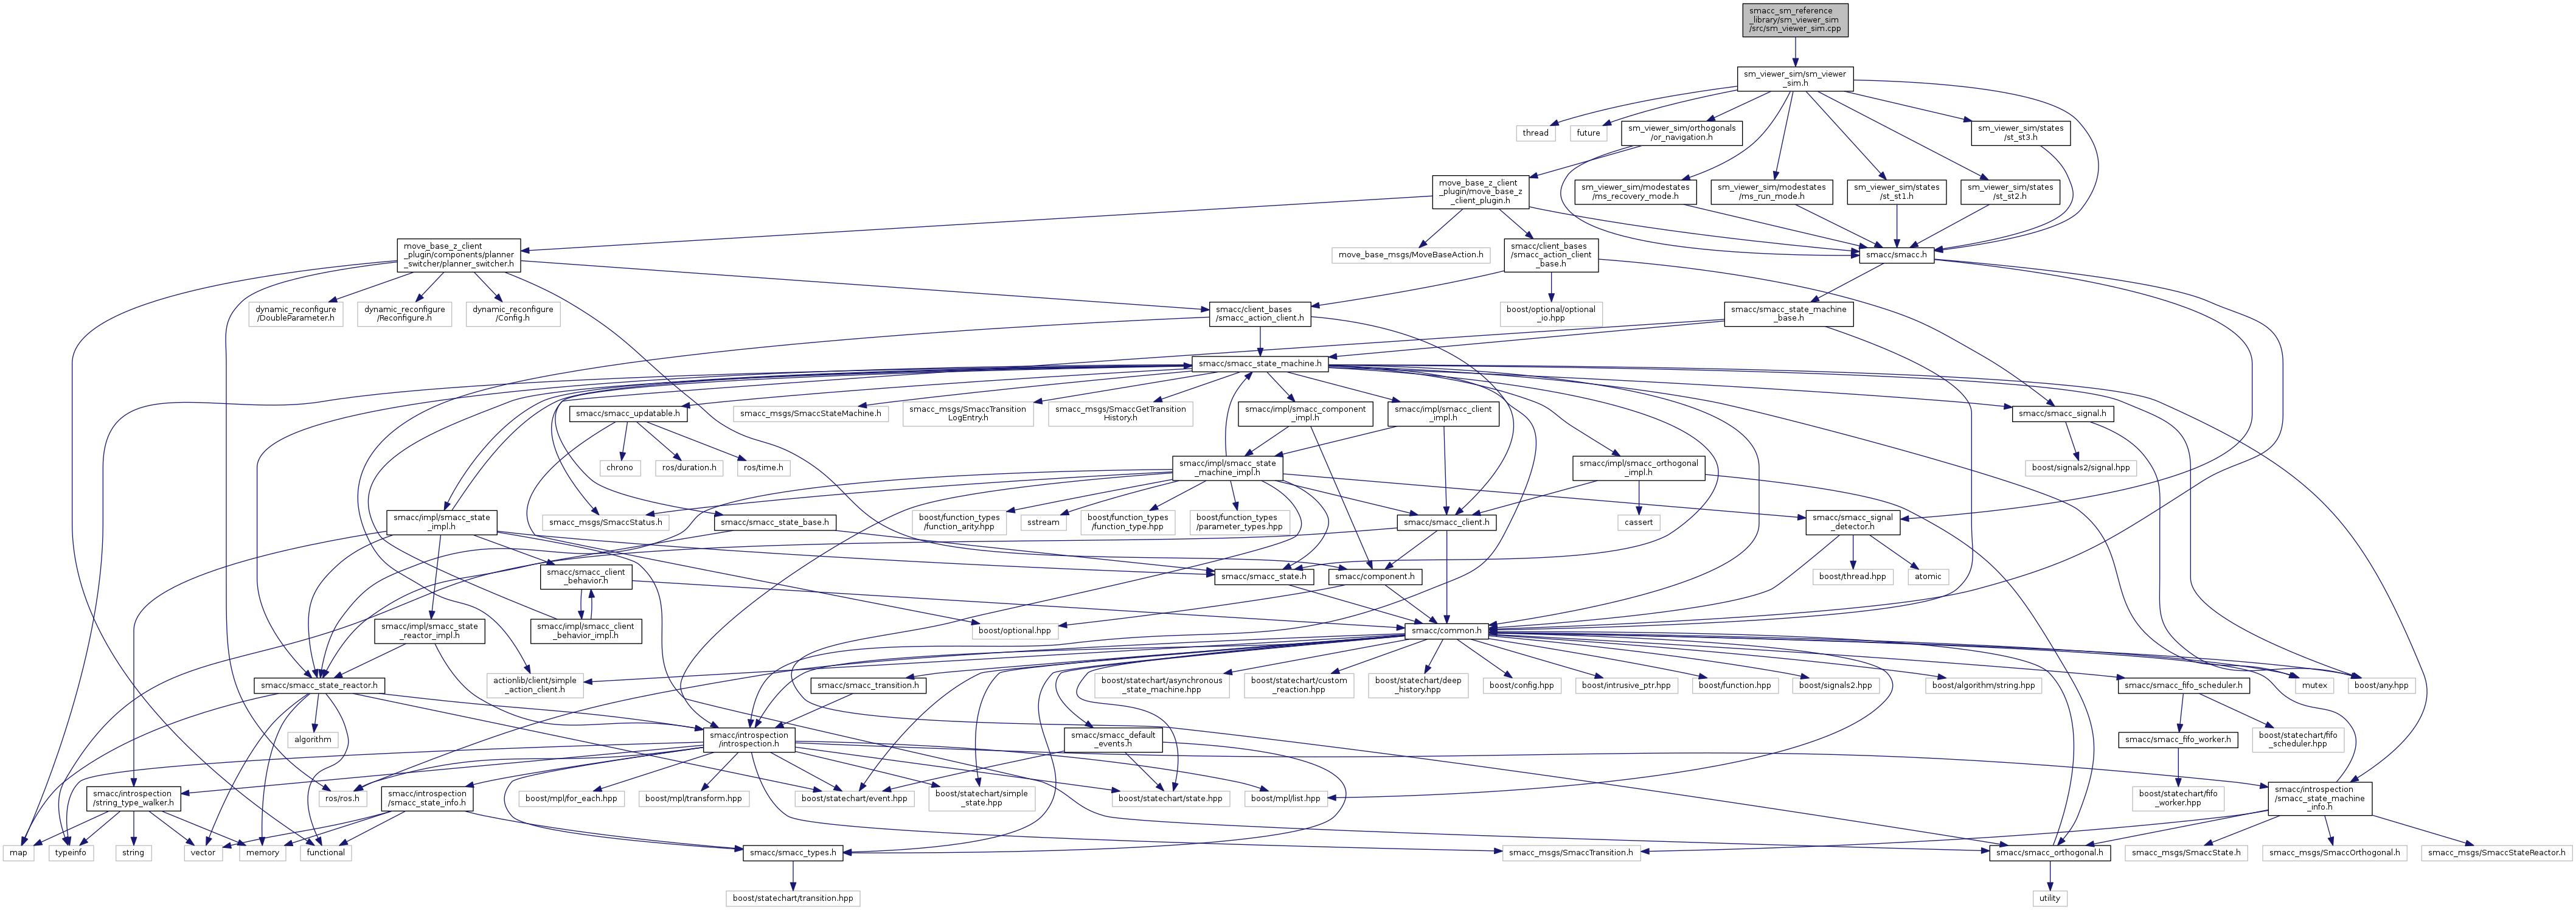 smacc_sm_reference
_library/sm_viewer_sim
/src/sm_viewer_sim.cpp
sm_viewer_sim/sm_viewer
_sim.h
thread
future
sm_viewer_sim/orthogonals
/or_navigation.h
sm_viewer_sim/states
/st_st3.h
move_base_z_client
_plugin/move_base_z
_client_plugin.h
sm_viewer_sim/modestates
/ms_recovery_mode.h
sm_viewer_sim/modestates
/ms_run_mode.h
sm_viewer_sim/states
/st_st1.h
sm_viewer_sim/states
/st_st2.h
move_base_z_client
_plugin/components/planner
_switcher/planner_switcher.h
move_base_msgs/MoveBaseAction.h
smacc/client_bases
/smacc_action_client
_base.h
smacc/smacc.h
dynamic_reconfigure
/DoubleParameter.h
dynamic_reconfigure
/Reconfigure.h
dynamic_reconfigure
/Config.h
smacc/client_bases
/smacc_action_client.h
boost/optional/optional
_io.hpp
smacc/smacc_state_machine
_base.h
smacc/smacc_state_machine.h
smacc/smacc_updatable.h
smacc_msgs/SmaccStateMachine.h
smacc_msgs/SmaccTransition
LogEntry.h
smacc_msgs/SmaccGetTransition
History.h
smacc/impl/smacc_component
_impl.h
smacc/impl/smacc_client
_impl.h
smacc/smacc_signal.h
chrono
ros/duration.h
ros/time.h
smacc/impl/smacc_state
_machine_impl.h
smacc/impl/smacc_orthogonal
_impl.h
boost/signals2/signal.hpp
smacc/impl/smacc_state
_impl.h
smacc_msgs/SmaccStatus.h
smacc/smacc_state_base.h
boost/function_types
/function_arity.hpp
sstream
boost/function_types
/function_type.hpp
boost/function_types
/parameter_types.hpp
smacc/smacc_client.h
cassert
smacc/smacc_signal
_detector.h
smacc/smacc_client
_behavior.h
smacc/smacc_state.h
smacc/component.h
boost/thread.hpp
atomic
smacc/impl/smacc_state
_reactor_impl.h
smacc/impl/smacc_client
_behavior_impl.h
boost/optional.hpp
smacc/common.h
smacc/smacc_state_reactor.h
actionlib/client/simple
_action_client.h
smacc/smacc_transition.h
boost/statechart/asynchronous
_state_machine.hpp
boost/statechart/custom
_reaction.hpp
boost/statechart/deep
_history.hpp
boost/config.hpp
boost/intrusive_ptr.hpp
boost/function.hpp
boost/signals2.hpp
boost/algorithm/string.hpp
smacc/smacc_fifo_scheduler.h
mutex
boost/any.hpp
algorithm
smacc/introspection
/introspection.h
smacc/smacc_default
_events.h
smacc/smacc_fifo_worker.h
boost/statechart/fifo
_scheduler.hpp
smacc/introspection
/string_type_walker.h
ros/ros.h
smacc/introspection
/smacc_state_info.h
boost/mpl/for_each.hpp
boost/mpl/transform.hpp
boost/statechart/event.hpp
boost/statechart/simple
_state.hpp
boost/statechart/state.hpp
boost/mpl/list.hpp
boost/statechart/fifo
_worker.hpp
smacc/introspection
/smacc_state_machine
_info.h
map
typeinfo
string
vector
memory
functional
smacc/smacc_types.h
smacc_msgs/SmaccTransition.h
smacc/smacc_orthogonal.h
smacc_msgs/SmaccState.h
smacc_msgs/SmaccOrthogonal.h
smacc_msgs/SmaccStateReactor.h
boost/statechart/transition.hpp
utility